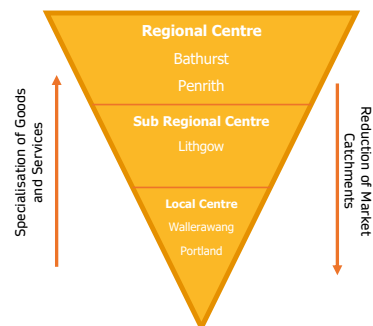 Regional Centre
Bathurst
Penrith
Sub Regional Centre
Lithgow
Local Centre
Wallerawang
Portland
Specialisation of Goods
and Services
Reduction of Market
Catchments